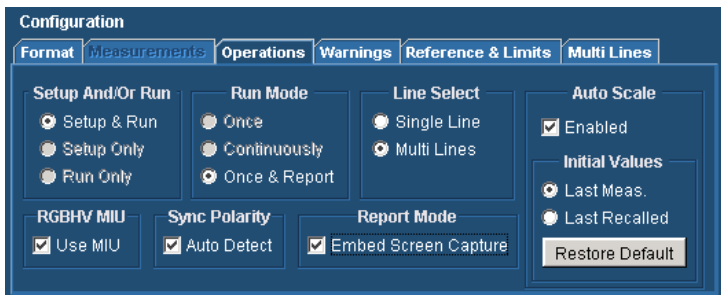 Configuration
Format Measurements Operations Warnings Reference & Limits Multi Lines
Setup And/Or Run
Setup & Run
Setup Only
Run Only
Run Mode
Once
Continuously
Once & Report
Line Select
Single Line
Multi Lines
Auto Scale
Enabled
Initial Values
Last Meas.
Last Recalled
Restore Default
RGBHV MIU
Use MIU
Sync Polarity
Auto Detect
Report Mode
Embed Screen Capture